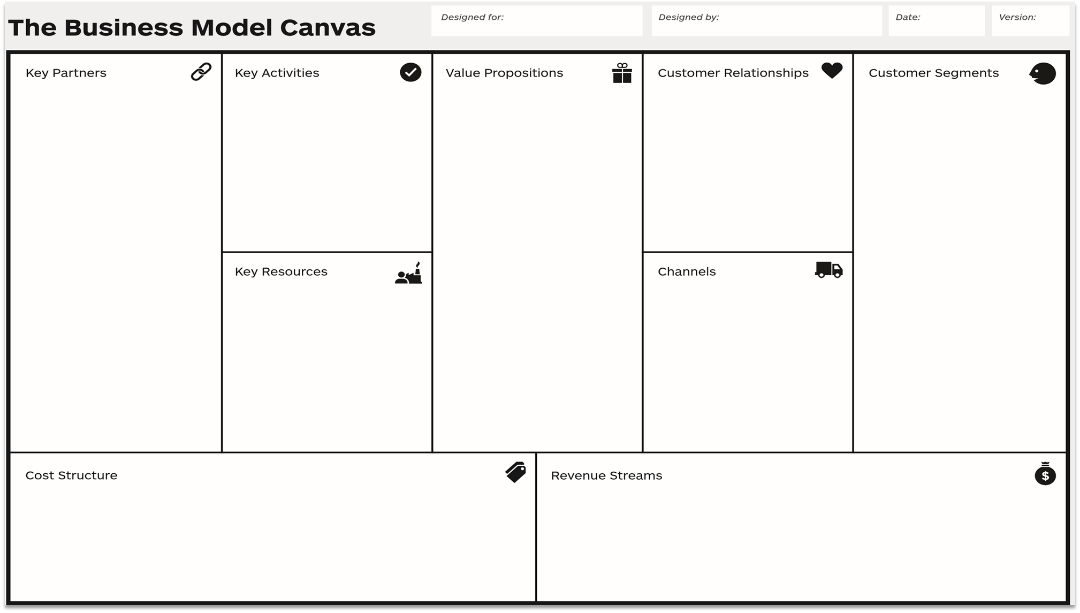 The Business Model Canvas
Designed for:
Designed by:
Date:
Version:
Key Partners
Key Activities
Value Propositions
Customer Relationships
Customer Segments
Key Resources
Channels
Cost Structure
Revenue Streams
$